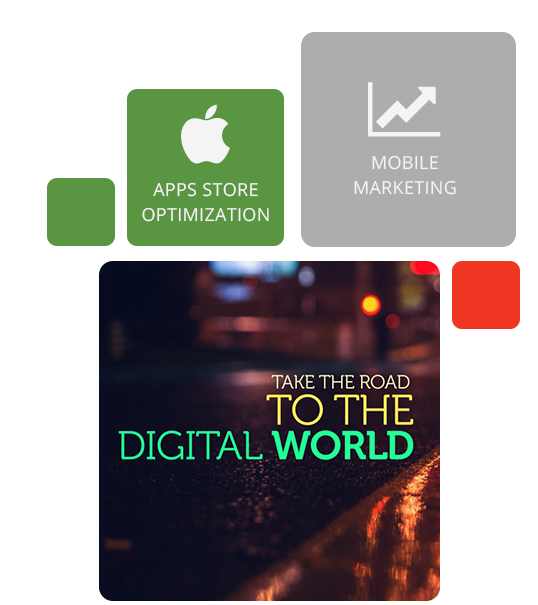 APPS STORE
OPTIMIZATION
MOBILE
MARKETING
TAKE THE ROAD
TO THE
DIGITAL WORLD